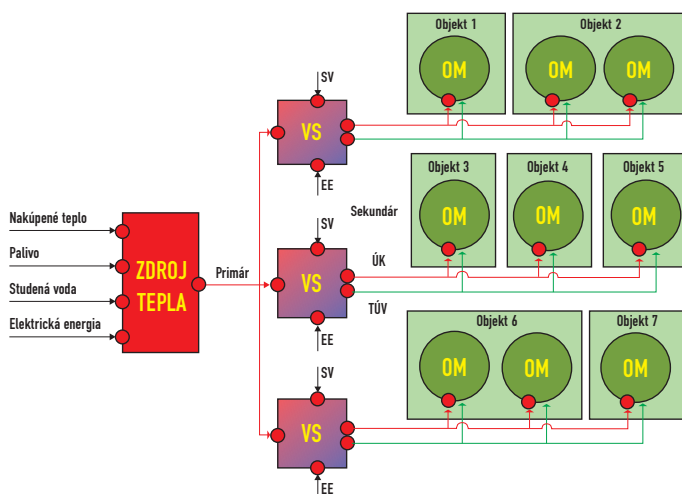 Objekt 1
Objekt 2
OM
OM
OM
SV
VS
EE
Objekt 3
Objekt 4
Objekt 5
OM
OM
OM
Nakúpené teplo
Palivo
Studená voda
Elektrická energia
ZDROJ
TEPLA
Primár
Sekundár
SV
VS
EE
ÚK
TÚV
Objekt 6
Objekt 7
OM
OM
OM
SV
VS
EE